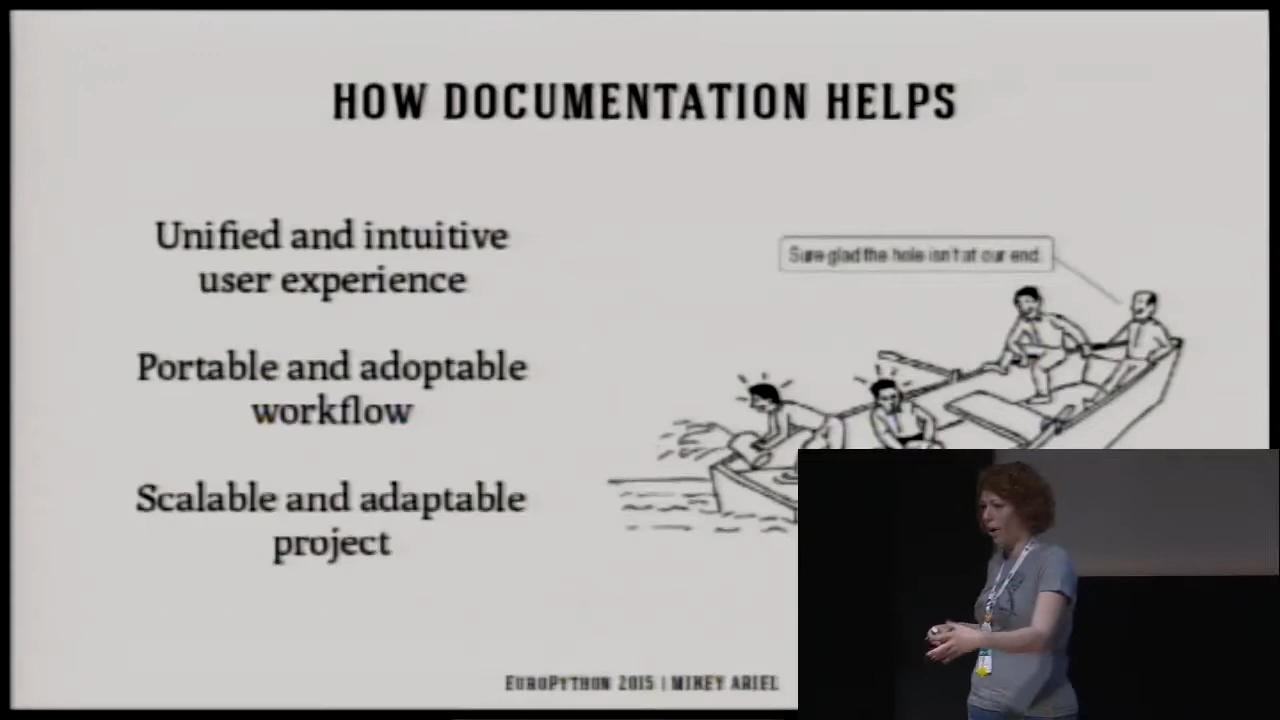 HOW DOCUMENTATION HELPS
Unified and intuitive
user experience
Portable and adoptable
workflow
Scalable and adaptable
project
Sure glad the hole isn't at our end.
EUROPYTHON 2015 | MIKEY ARIEL